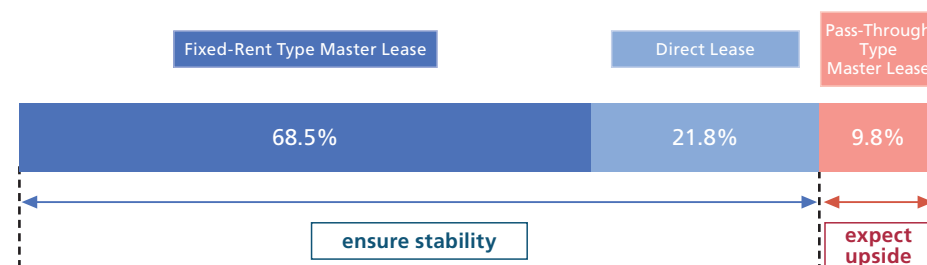 Fixed-Rent Type Master Lease
Direct Lease
Pass-Through
Type
Master Lease
68.5%
21.8%
9.8%
ensure stability
expect
upside